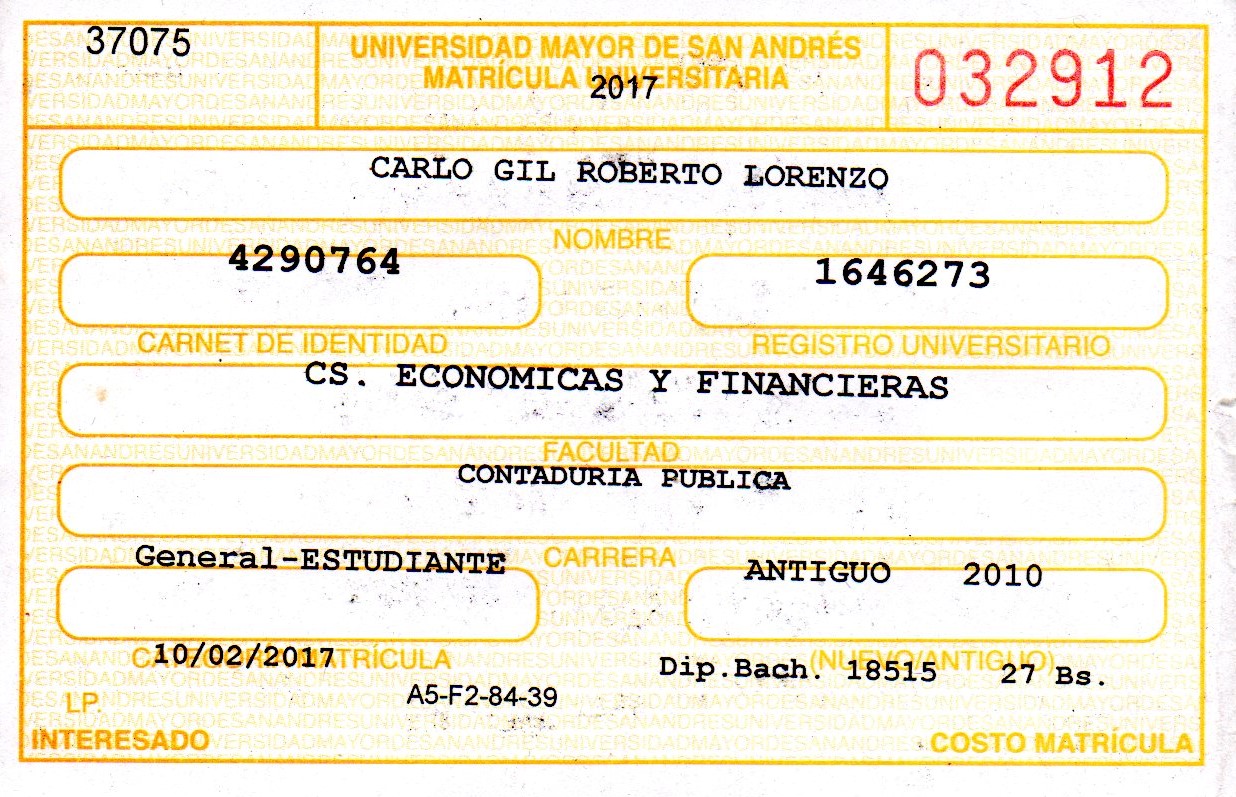 37075
UNIVERSIDAD MAYOR DE SAN ANDRÉS
MATRÍCULA UNIVERSITARIA
2017
032912
CARLO GIL ROBERTO LORENZO
NOMBRE
4290764
1646273
CARNET DE IDENTIDAD
REGISTRO UNIVERSITARIO
CS. ECONOMICAS Y FINANCIERAS
FACULTAD
CONTADURIA PUBLICA
CARRERA
General-ESTUDIANTE
ANTIGUO 2010
10/02/2017
MATRÍCULA
(NUEVO/ANTIGUO)
Dip.Bach. 18515 27 Bs.
LP.
A5-F2-84-39
INTERESADO
COSTO MATRÍCULA